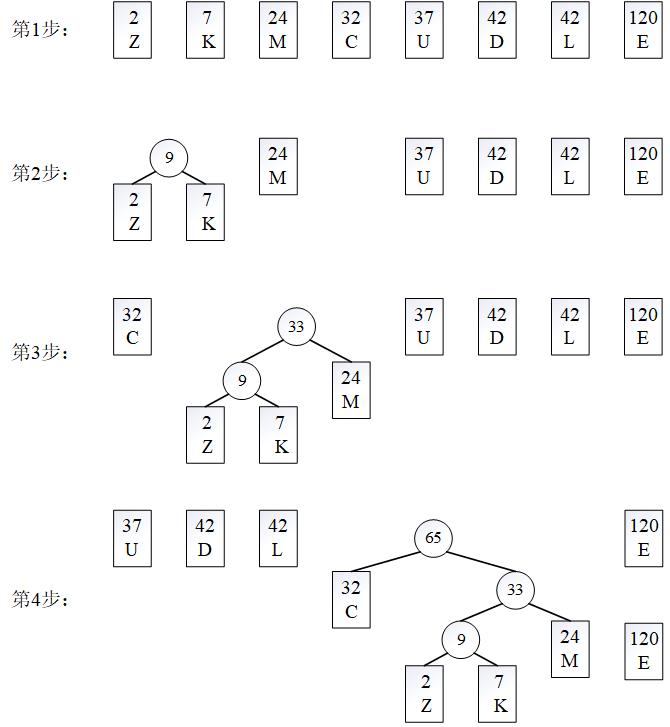 第1步： 2 7 24 32 37 42 42 120
Z K M C U D L E
第2步： 9 24 37 42 42 120
M U D L E
2 7
Z K
32 33 37 42 42 120
C U D L E
第3步： 9 24
M
2 7
Z K
37 42 42 65 120
U D L E
第4步： 32 33
C
9 24 120
M E
2 7
Z K